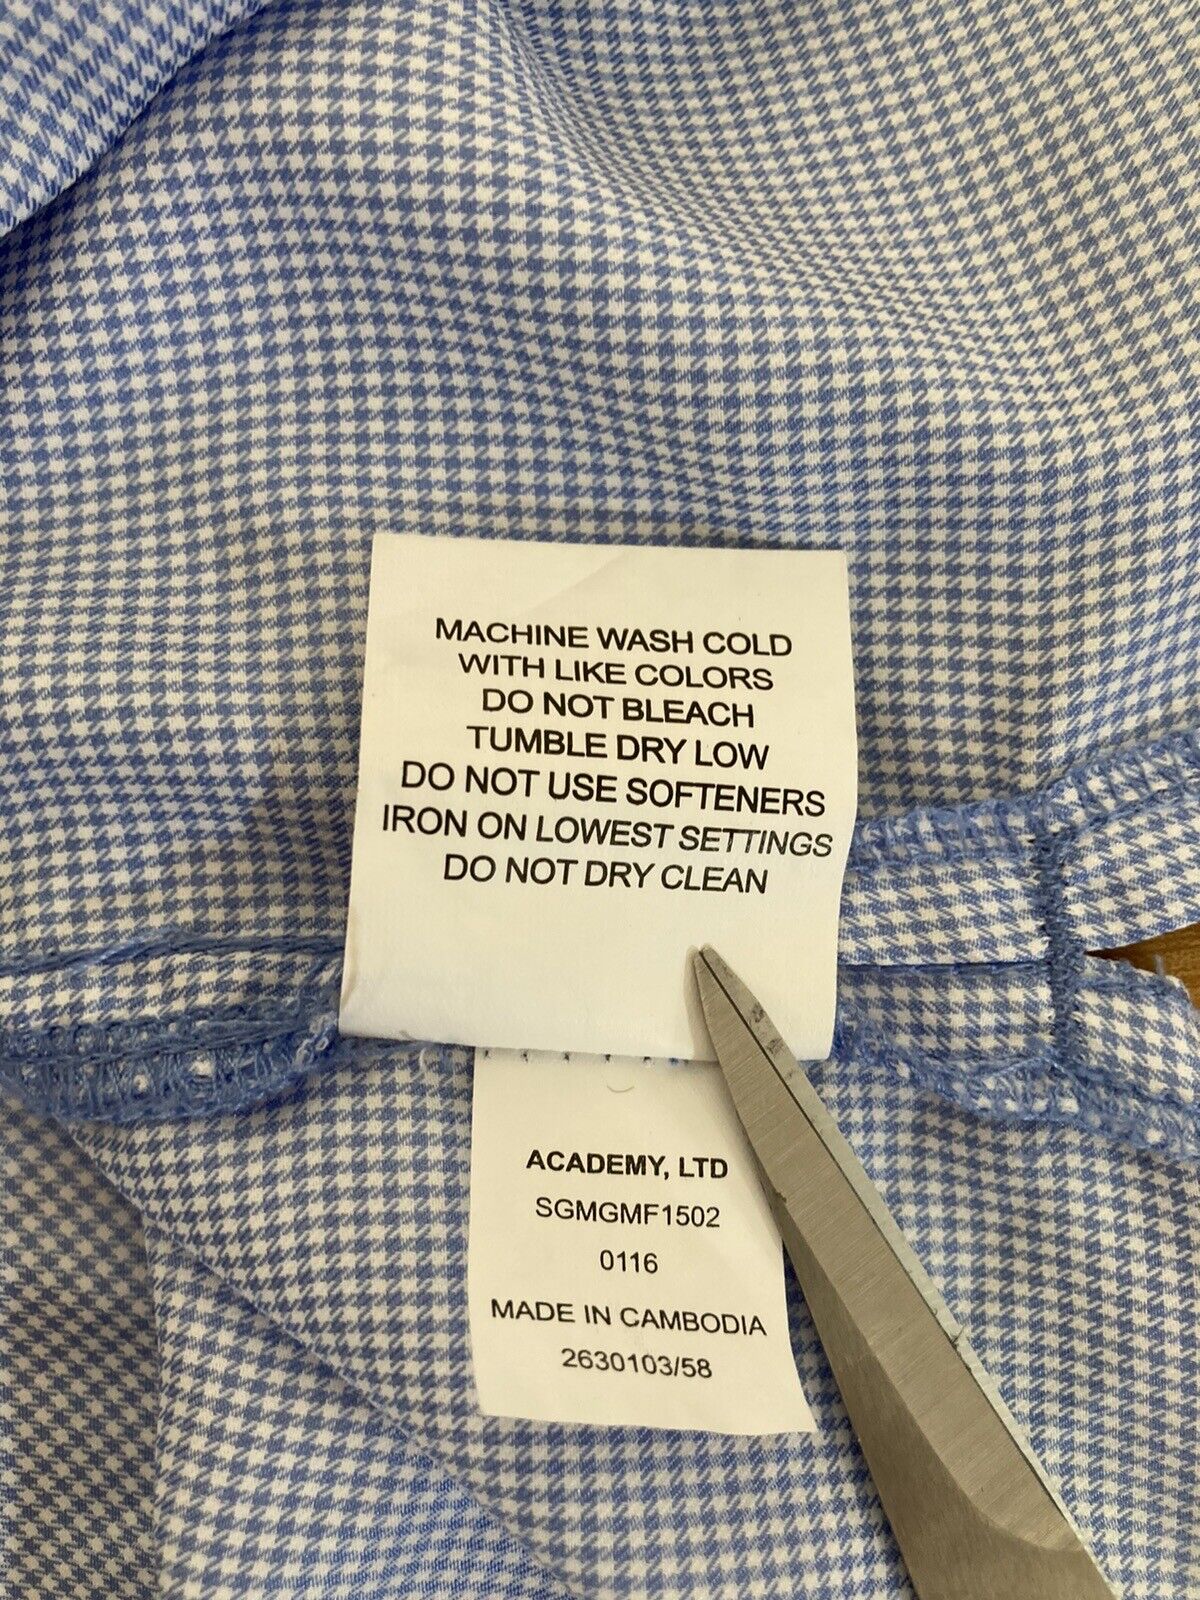 MACHINE WASH COLD
WITH LIKE COLORS
DO NOT BLEACH
TUMBLE DRY LOW
DO NOT USE SOFTENERS
IRON ON LOWEST SETTINGS
DO NOT DRY CLEAN
ACADEMY, LTD
SGMGMF1502
0116
MADE IN CAMBODIA
2630103/58